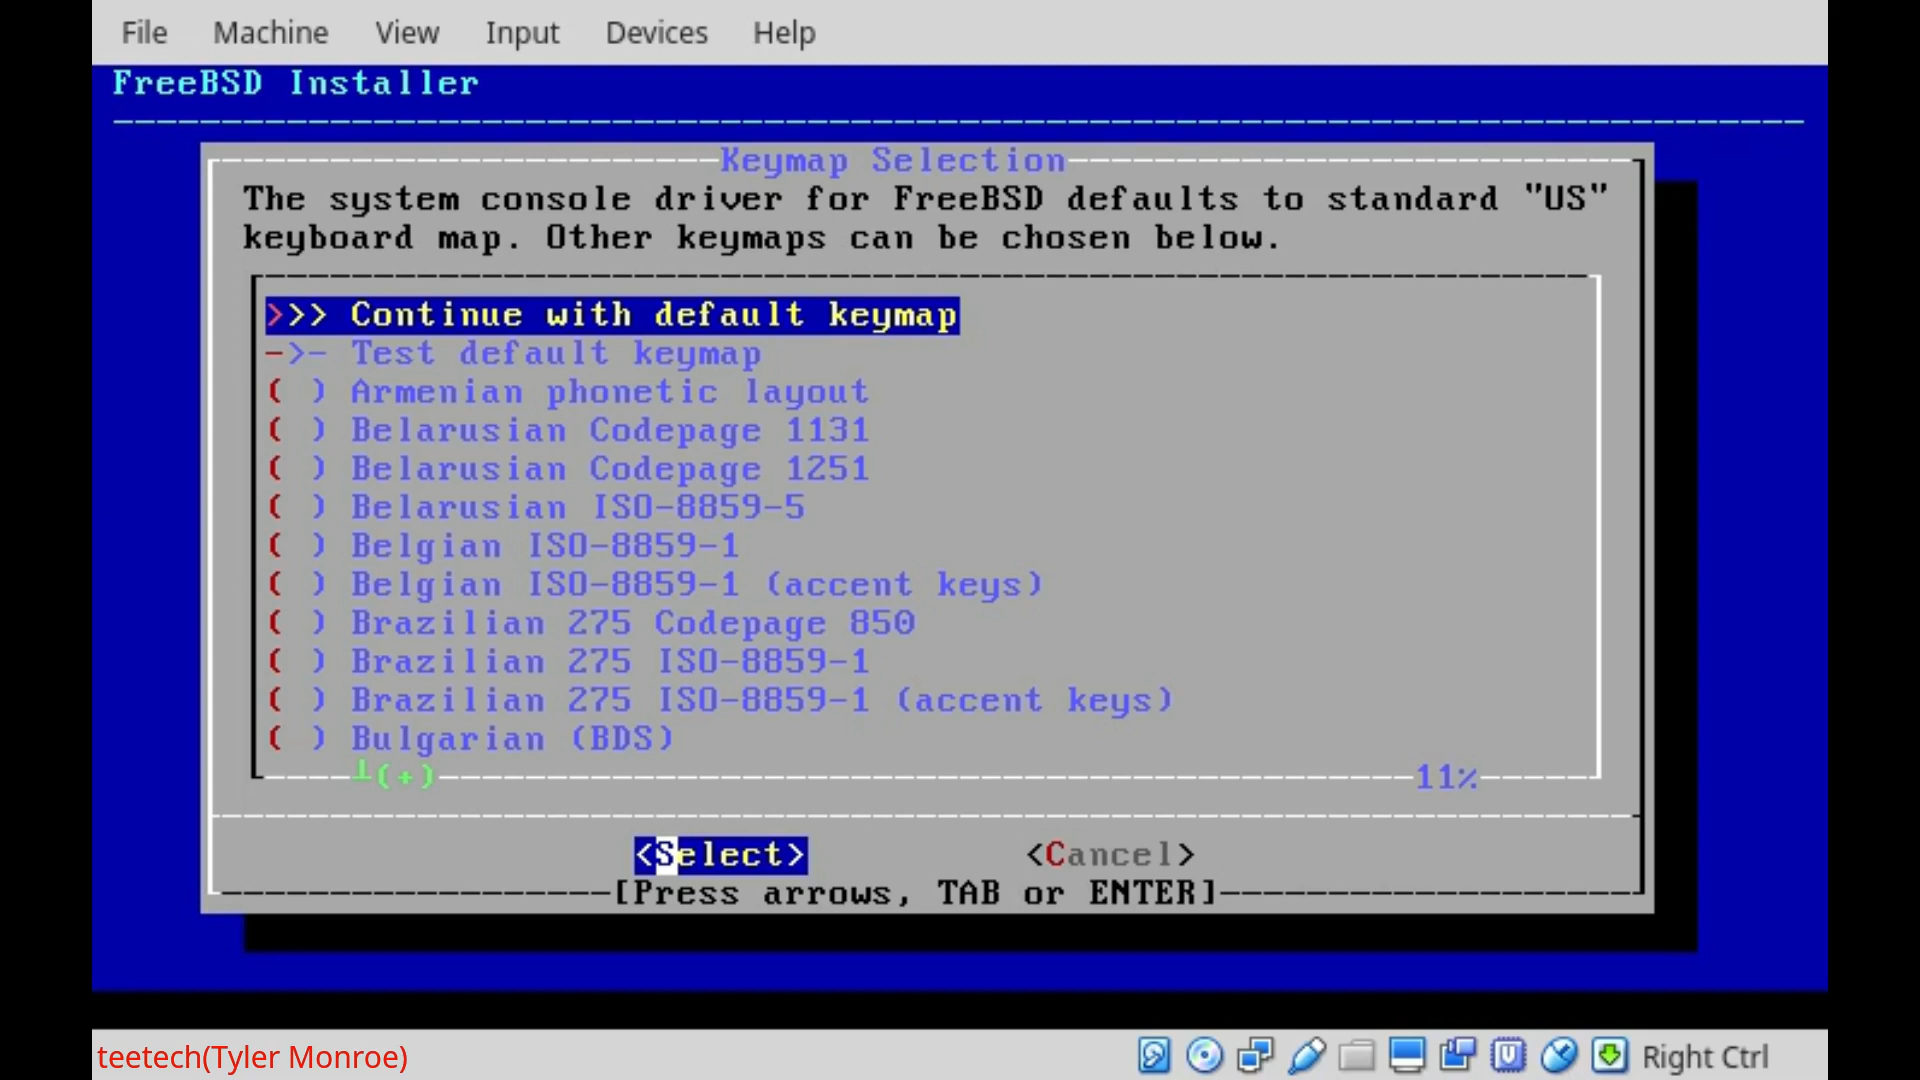 File Machine View Input Devices Help
FreeBSD Installer
Keymap Selection
The system console driver for FreeBSD defaults to standard "US"
keyboard map. Other keymaps can be chosen below.
>>> Continue with default keymap
->- Test default keymap
( ) Armenian phonetic layout
( ) Belarusian Codepage 1131
( ) Belarusian Codepage 1251
( ) Belarusian ISO-8859-5
( ) Belgian ISO-8859-1
( ) Belgian ISO-8859-1 (accent keys)
( ) Brazilian 275 Codepage 850
( ) Brazilian 275 ISO-8859-1
( ) Brazilian 275 ISO-8859-1 (accent keys)
( ) Bulgarian (BDS)
┴(+) 11%
<Select> <Cancel>
[Press arrows, TAB or ENTER]
teetech(Tyler Monroe) Right Ctrl